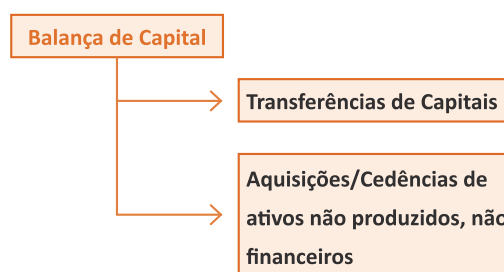 Balança de Capital
Transferências de Capitais
Aquisições/Cedências de
ativos não produzidos, não
financeiros